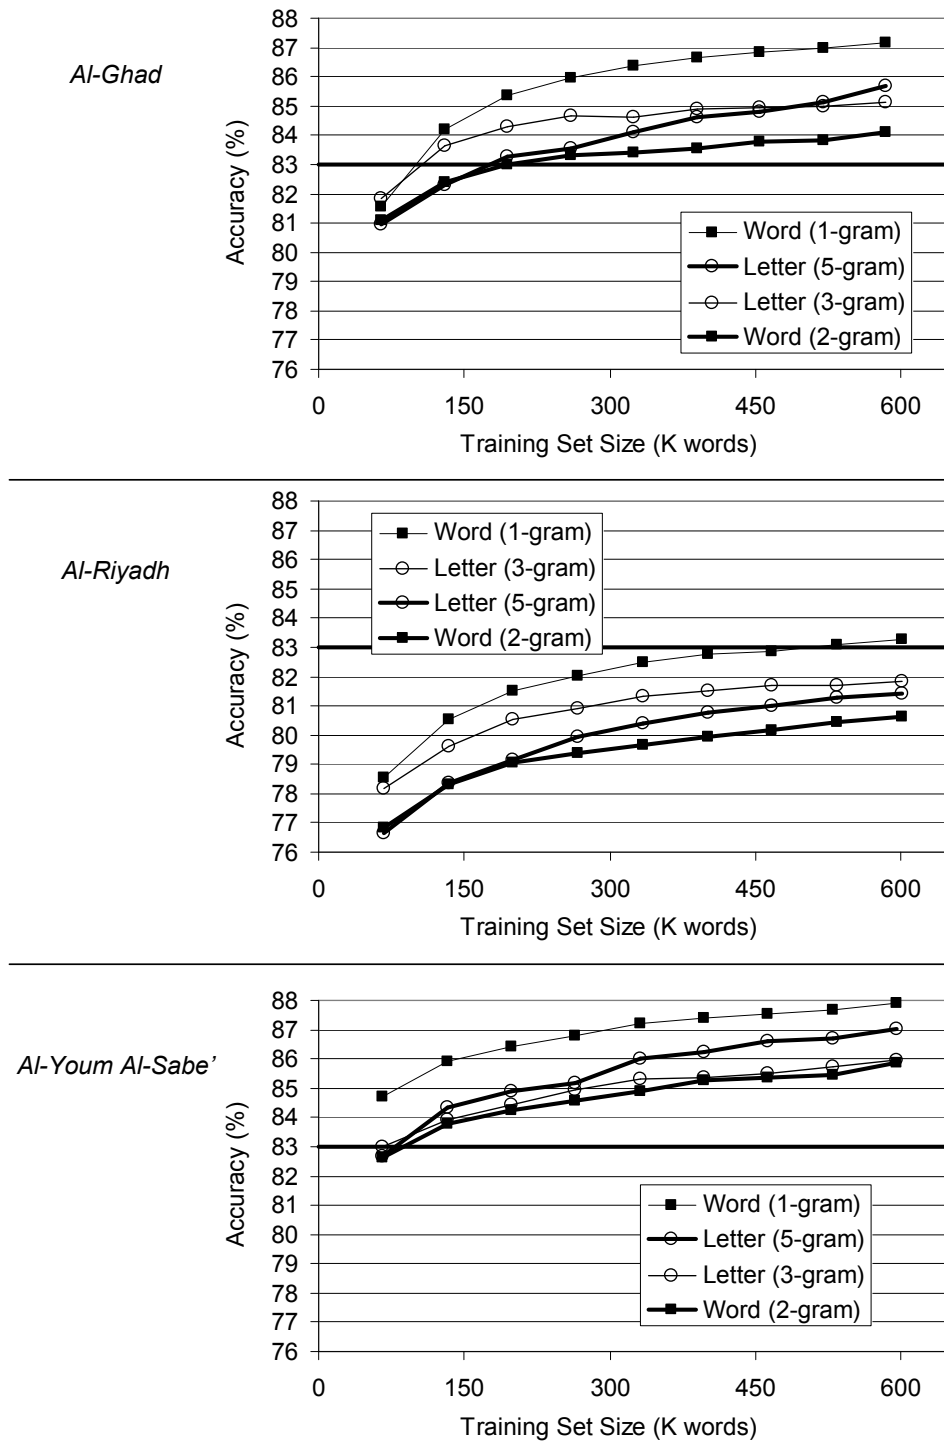 Al-Ghad
Accuracy (%)
88
87
86
85
84
83
82
81
80
79
78
77
76
Word (1-gram)
Letter (5-gram)
Letter (3-gram)
Word (2-gram)
0 150 300 450 600
Training Set Size (K words)
Al-Riyadh
Accuracy (%)
88
87
86
85
84
83
82
81
80
79
78
77
76
Word (1-gram)
Letter (3-gram)
Letter (5-gram)
Word (2-gram)
0 150 300 450 600
Training Set Size (K words)
Al-Youm Al-Sabe’
Accuracy (%)
88
87
86
85
84
83
82
81
80
79
78
77
76
Word (1-gram)
Letter (5-gram)
Letter (3-gram)
Word (2-gram)
0 150 300 450 600
Training Set Size (K words)